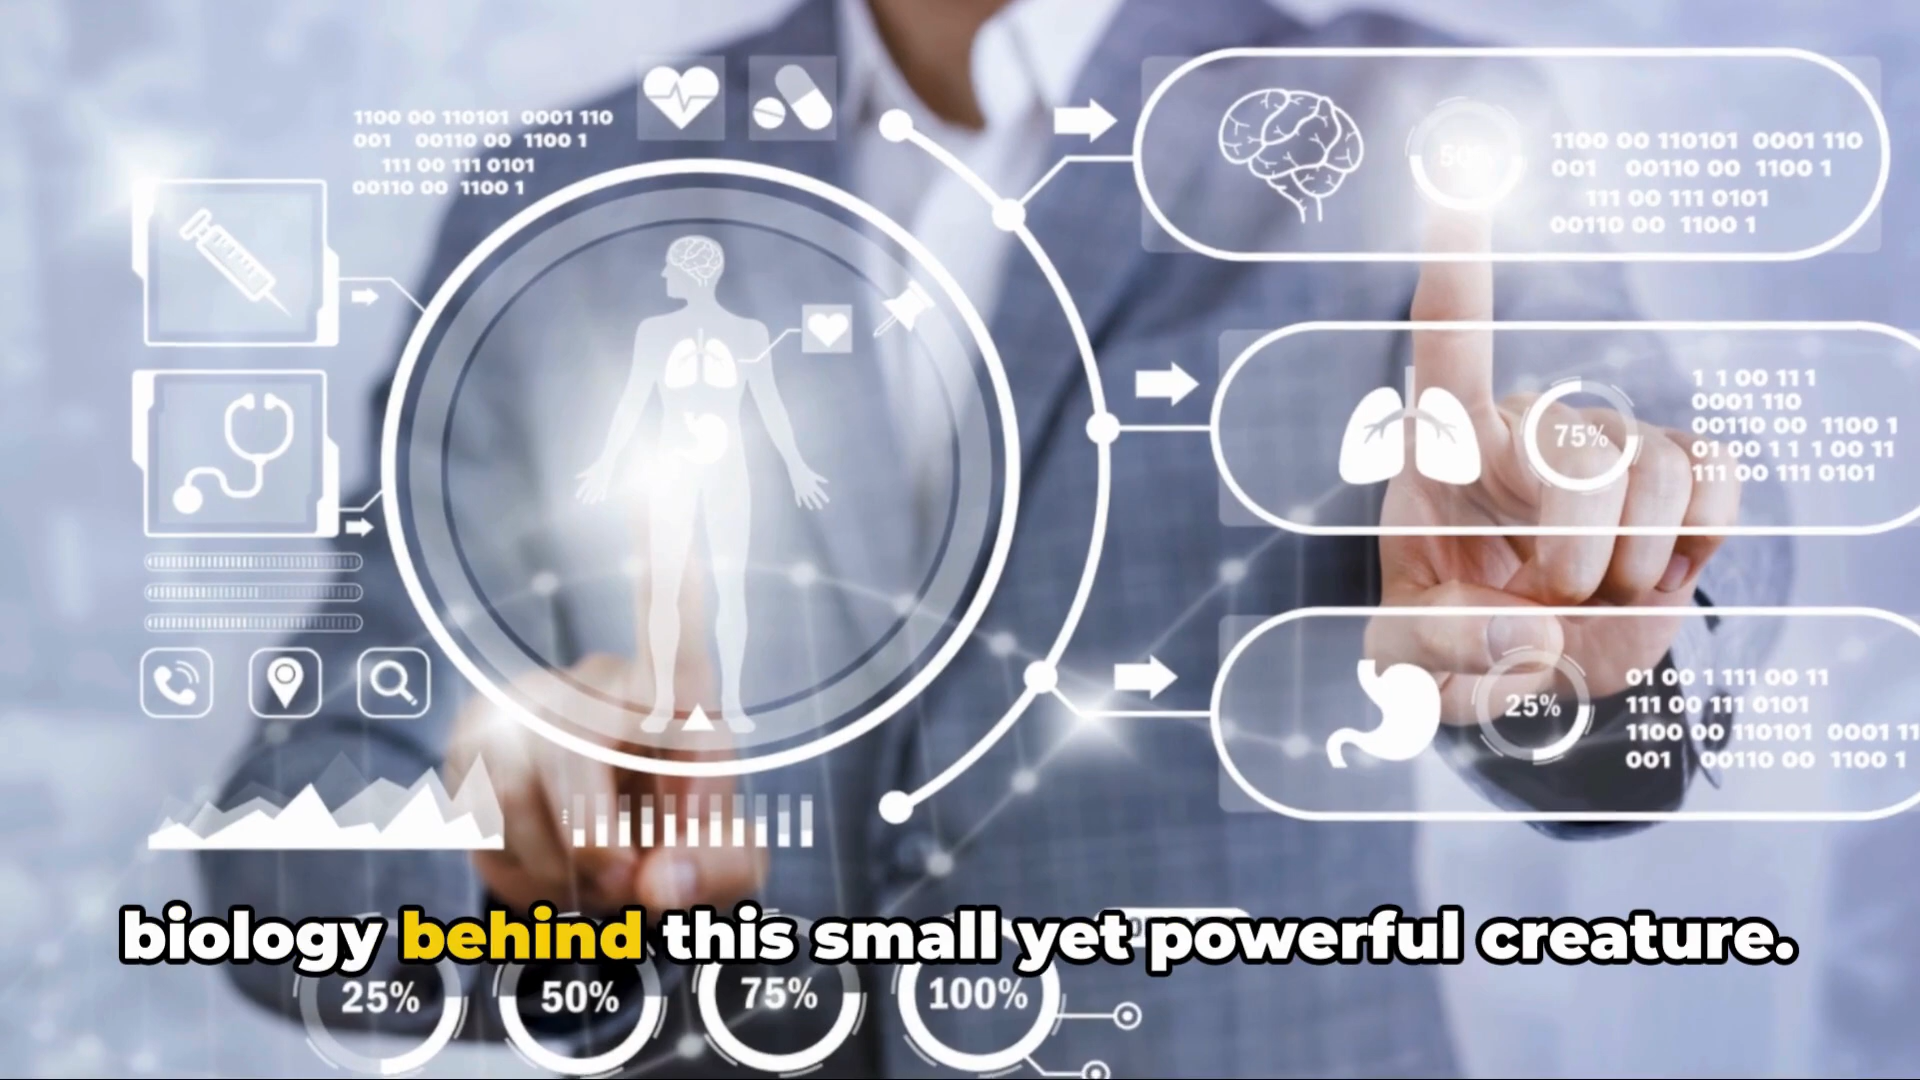 1100 00 110101 0001 110
001 00110 00 1100 1
111 00 111 0101
00110 00 1100 1
50%
1100 00 110101 0001 110
001 00110 00 1100 1
111 00 111 0101
00110 00 1100 1
75%
1 1 00 11 1
0001 110
00110 00 1100 1
01 00 1 1 1 00 11
111 00 111 0101
25%
01 00 1 111 00 11
111 00 111 0101
1100 00 110101 0001 11
001 00110 00 1100 1
biology behind this small yet powerful creature.
25% 50% 75% 100%